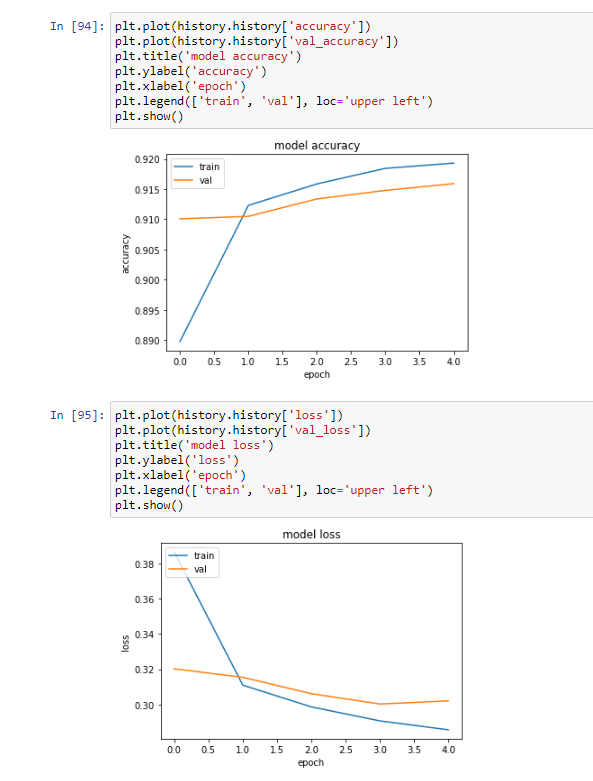 In [94]: plt.plot(history.history['accuracy'])
plt.plot(history.history['val_accuracy'])
plt.title('model accuracy')
plt.ylabel('accuracy')
plt.xlabel('epoch')
plt.legend(['train', 'val'], loc='upper left')
plt.show()
model accuracy
train
val
0.920
0.915
0.910
0.905
0.900
0.895
0.890
accuracy
0.0 0.5 1.0 1.5 2.0 2.5 3.0 3.5 4.0
epoch
In [95]: plt.plot(history.history['loss'])
plt.plot(history.history['val_loss'])
plt.title('model loss')
plt.ylabel('loss')
plt.xlabel('epoch')
plt.legend(['train', 'val'], loc='upper left')
plt.show()
model loss
train
val
0.38
0.36
0.34
0.32
0.30
loss
0.0 0.5 1.0 1.5 2.0 2.5 3.0 3.5 4.0
epoch